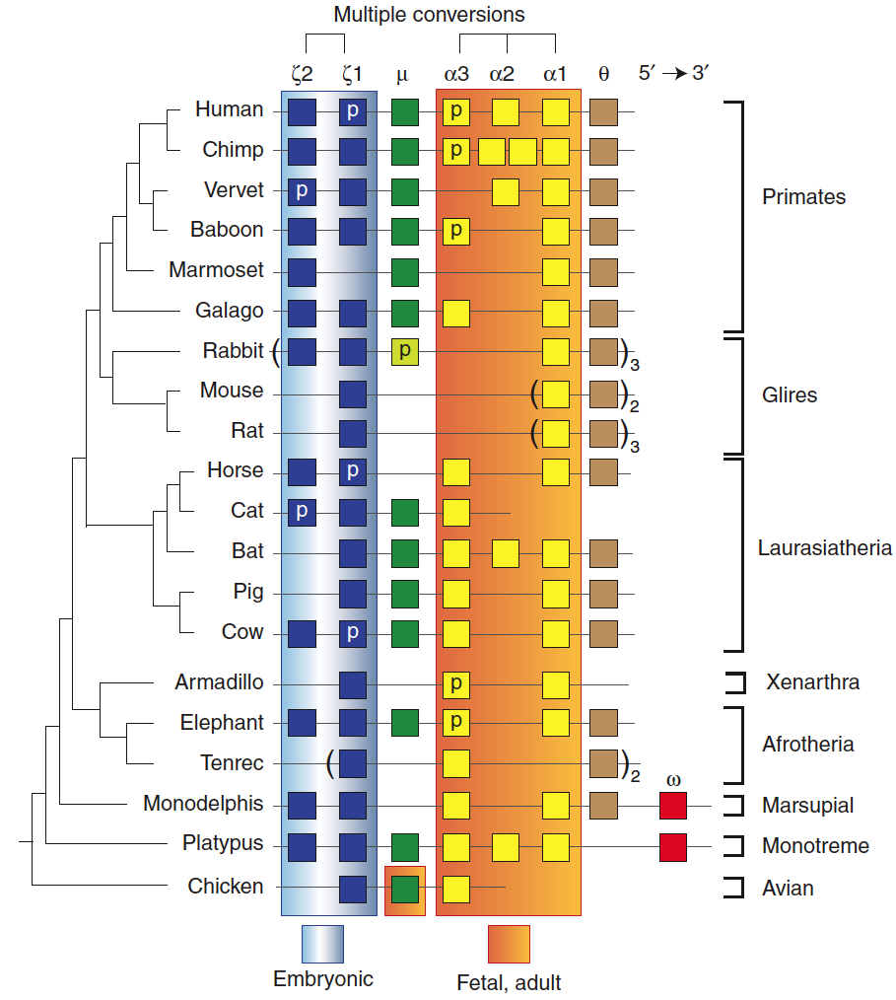 Multiple conversions
ζ2 ζ1 μ α3 α2 α1 θ 5′ → 3′
Human p p
Chimp p
Vervet p
Primates
Baboon p
Marmoset
Galago
Rabbit ( p )3
Mouse ( )2
Glires
Rat ( )3
Horse p
Cat p
Bat
Laurasiatheria
Pig
Cow p
Armadillo p
Xenarthra
Elephant p
Afrotheria
Tenrec ( )2
ω
Monodelphis
Marsupial
Platypus
Monotreme
Chicken
Avian
Embryonic
Fetal, adult